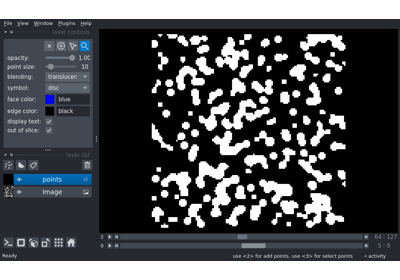 File View Window Plugins Help
layer controls
opacity: 1.00
point size: 10
blending: translucen
symbol: disc
face color: blue
edge color: black
display text:
out of slice:
layer list
points
Image
2 64 127
0 5 9
Ready use <2> for add points, use <3> for select points activity